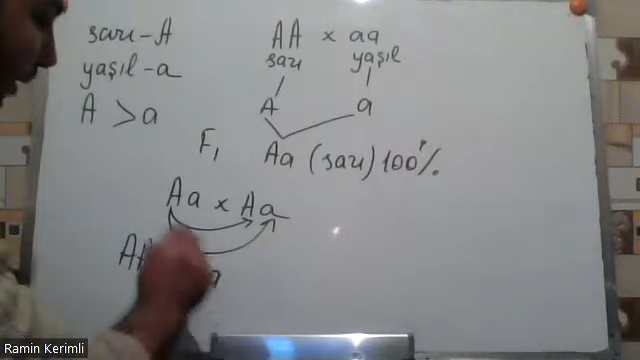 sarı-A
yaşıl-a
A > a
AA x aa
sarı yaşıl
A a
F₁
Aa (sarı) 100%
Aa x Aa
Ramin Kerimli